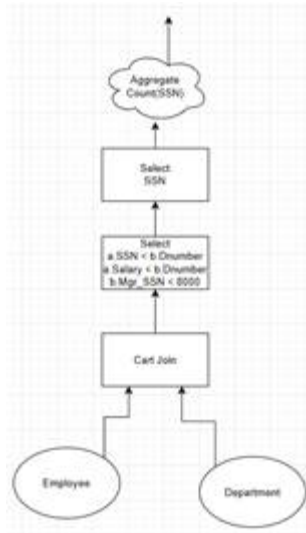 Aggregate
Count(SSN)
Select
SSN
Select
a.SSN < b.Dnumber
a.Salary < b.Dnumber
b.Mgr_SSN < 8000
Cart Join
Employee
Department